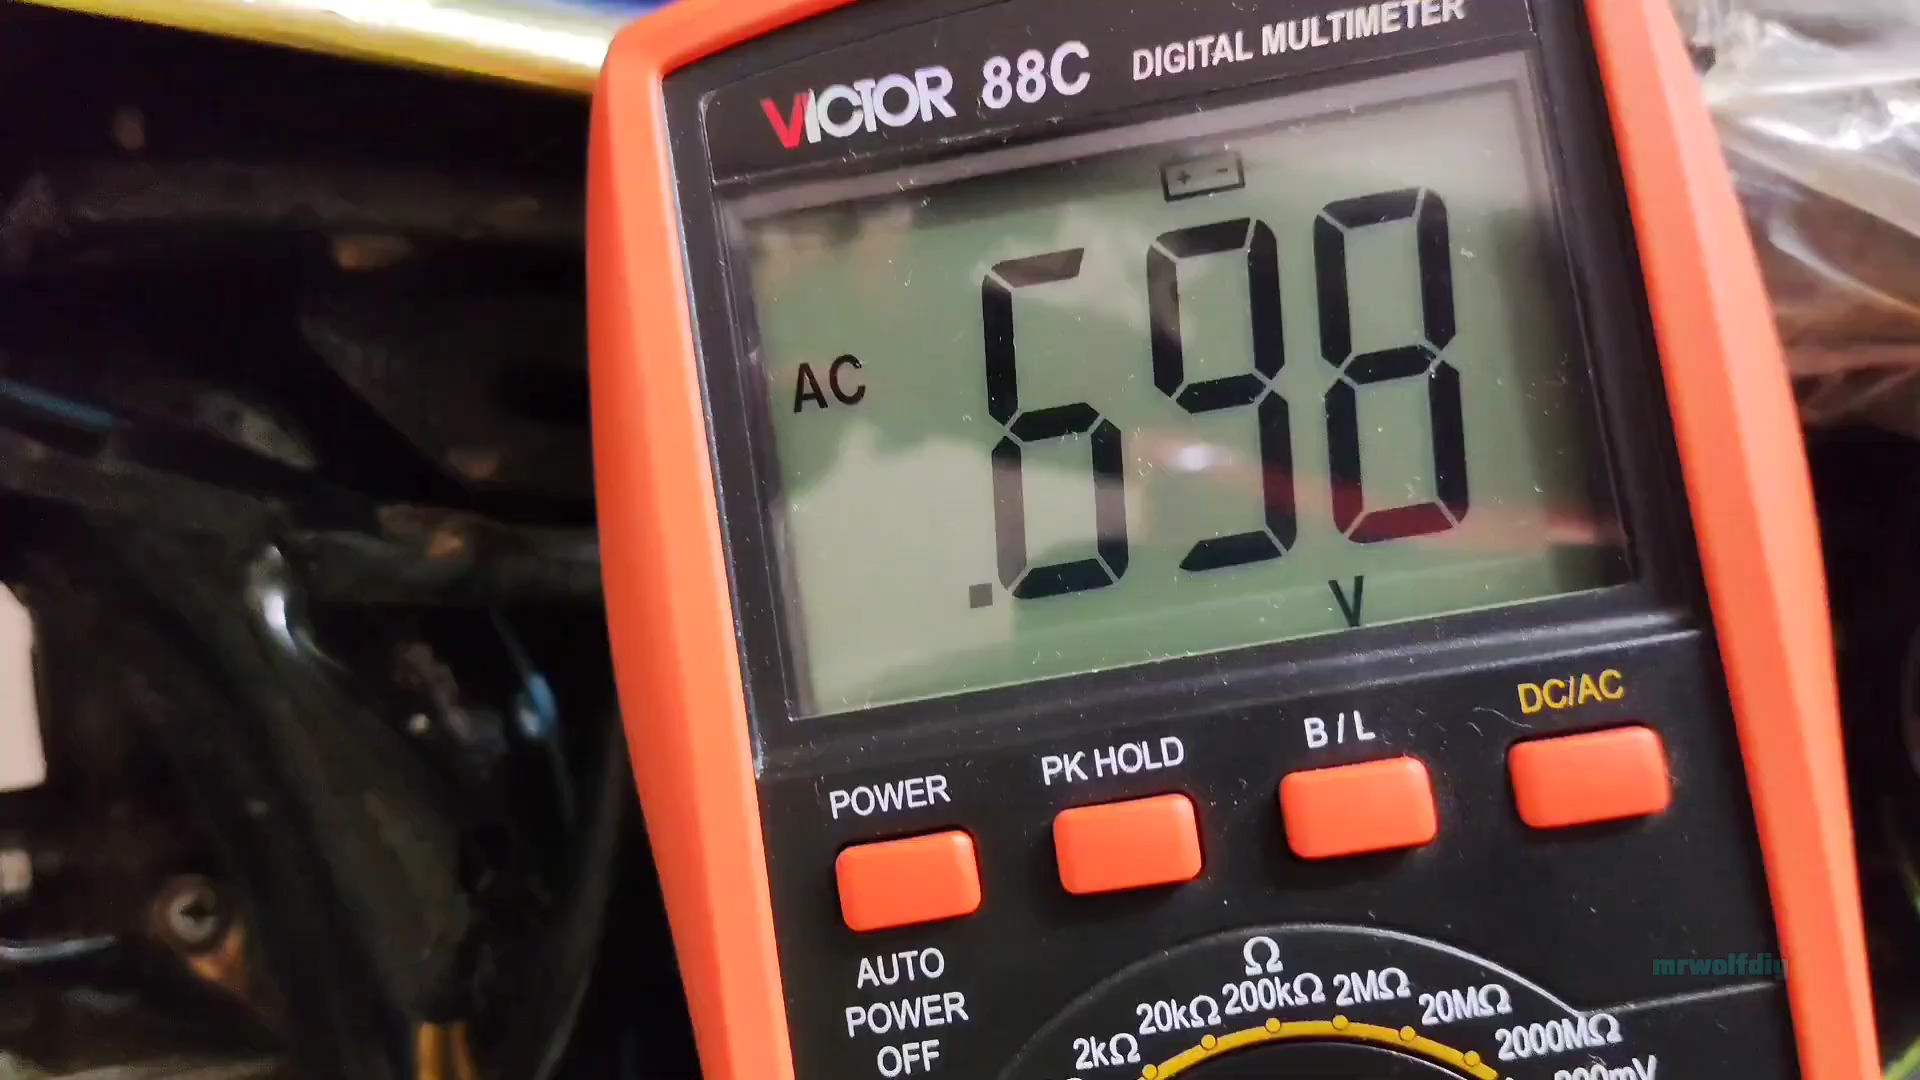 VICTOR 88C DIGITAL MULTIMETER
AC
.698
V
POWER
PK HOLD
B / L
DC/AC
AUTO
POWER
OFF
Ω
2kΩ 20kΩ 200kΩ 2MΩ 20MΩ 2000MΩ
mrwolfdiy